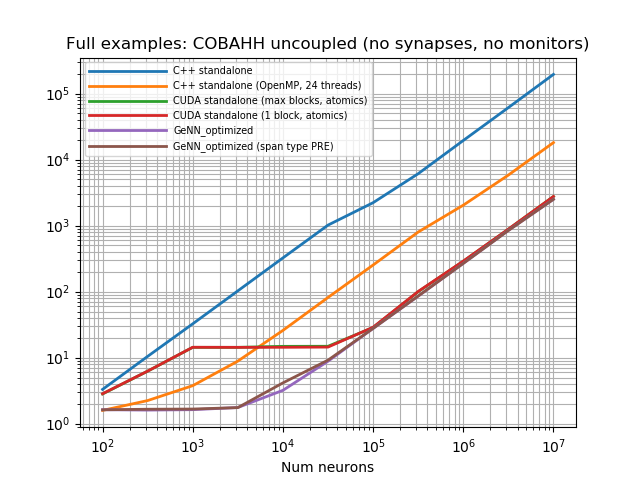 Full examples: COBAHH uncoupled (no synapses, no monitors)
C++ standalone
C++ standalone (OpenMP, 24 threads)
CUDA standalone (max blocks, atomics)
CUDA standalone (1 block, atomics)
GeNN_optimized
GeNN_optimized (span type PRE)
10⁵
10⁴
10³
10²
10¹
10⁰
10² 10³ 10⁴ 10⁵ 10⁶ 10⁷
Num neurons